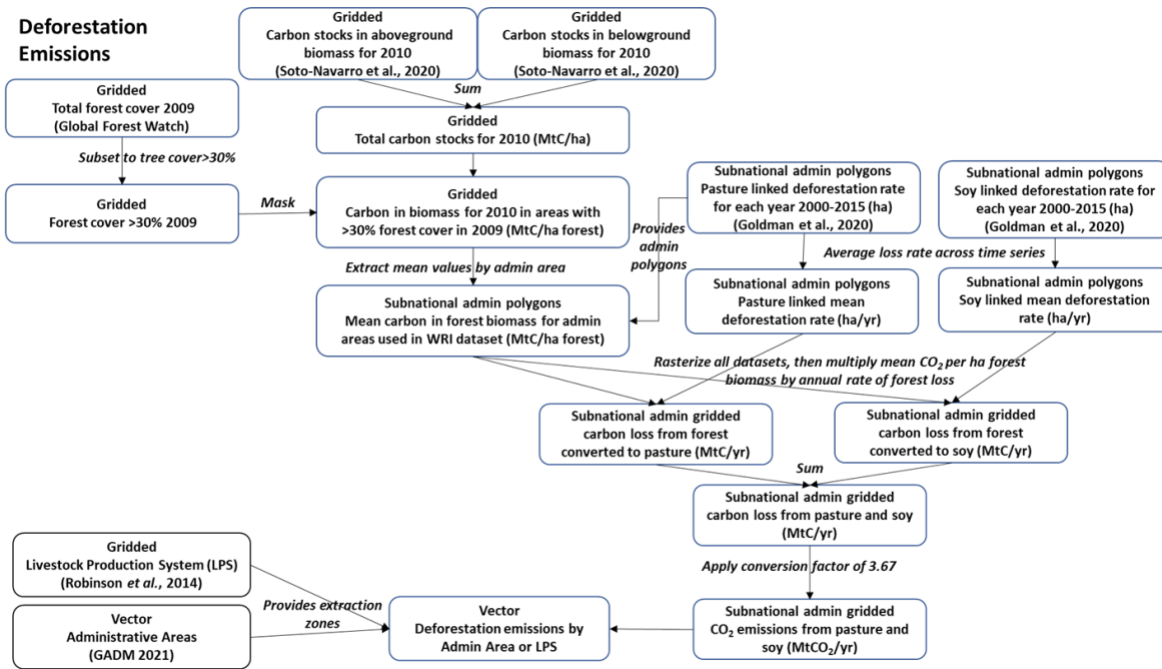 Deforestation
Emissions
Gridded
Carbon stocks in aboveground
biomass for 2010
(Soto-Navarro et al., 2020)
Gridded
Carbon stocks in belowground
biomass for 2010
(Soto-Navarro et al., 2020)
Sum
Gridded
Total forest cover 2009
(Global Forest Watch)
Gridded
Total carbon stocks for 2010 (MtC/ha)
Subset to tree cover>30%
Gridded
Forest cover >30% 2009
Mask
Gridded
Carbon in biomass for 2010 in areas with
>30% forest cover in 2009 (MtC/ha forest)
Subnational admin polygons
Pasture linked deforestation rate
for each year 2000-2015 (ha)
(Goldman et al., 2020)
Subnational admin polygons
Soy linked deforestation rate for
each year 2000-2015 (ha)
(Goldman et al., 2020)
Provides
admin
polygons
Extract mean values by admin area
Average loss rate across time series
Subnational admin polygons
Mean carbon in forest biomass for admin
areas used in WRI dataset (MtC/ha forest)
Subnational admin polygons
Pasture linked mean
deforestation rate (ha/yr)
Subnational admin polygons
Soy linked mean deforestation
rate (ha/yr)
Rasterize all datasets, then multiply mean CO₂ per ha forest
biomass by annual rate of forest loss
Subnational admin gridded
carbon loss from forest
converted to pasture (MtC/yr)
Subnational admin gridded
carbon loss from forest
converted to soy (MtC/yr)
Sum
Subnational admin gridded
carbon loss from pasture and soy
(MtC/yr)
Apply conversion factor of 3.67
Gridded
Livestock Production System (LPS)
(Robinson et al., 2014)
Vector
Administrative Areas
(GADM 2021)
Provides extraction
zones
Vector
Deforestation emissions by
Admin Area or LPS
Subnational admin gridded
CO₂ emissions from pasture and
soy (MtCO₂/yr)